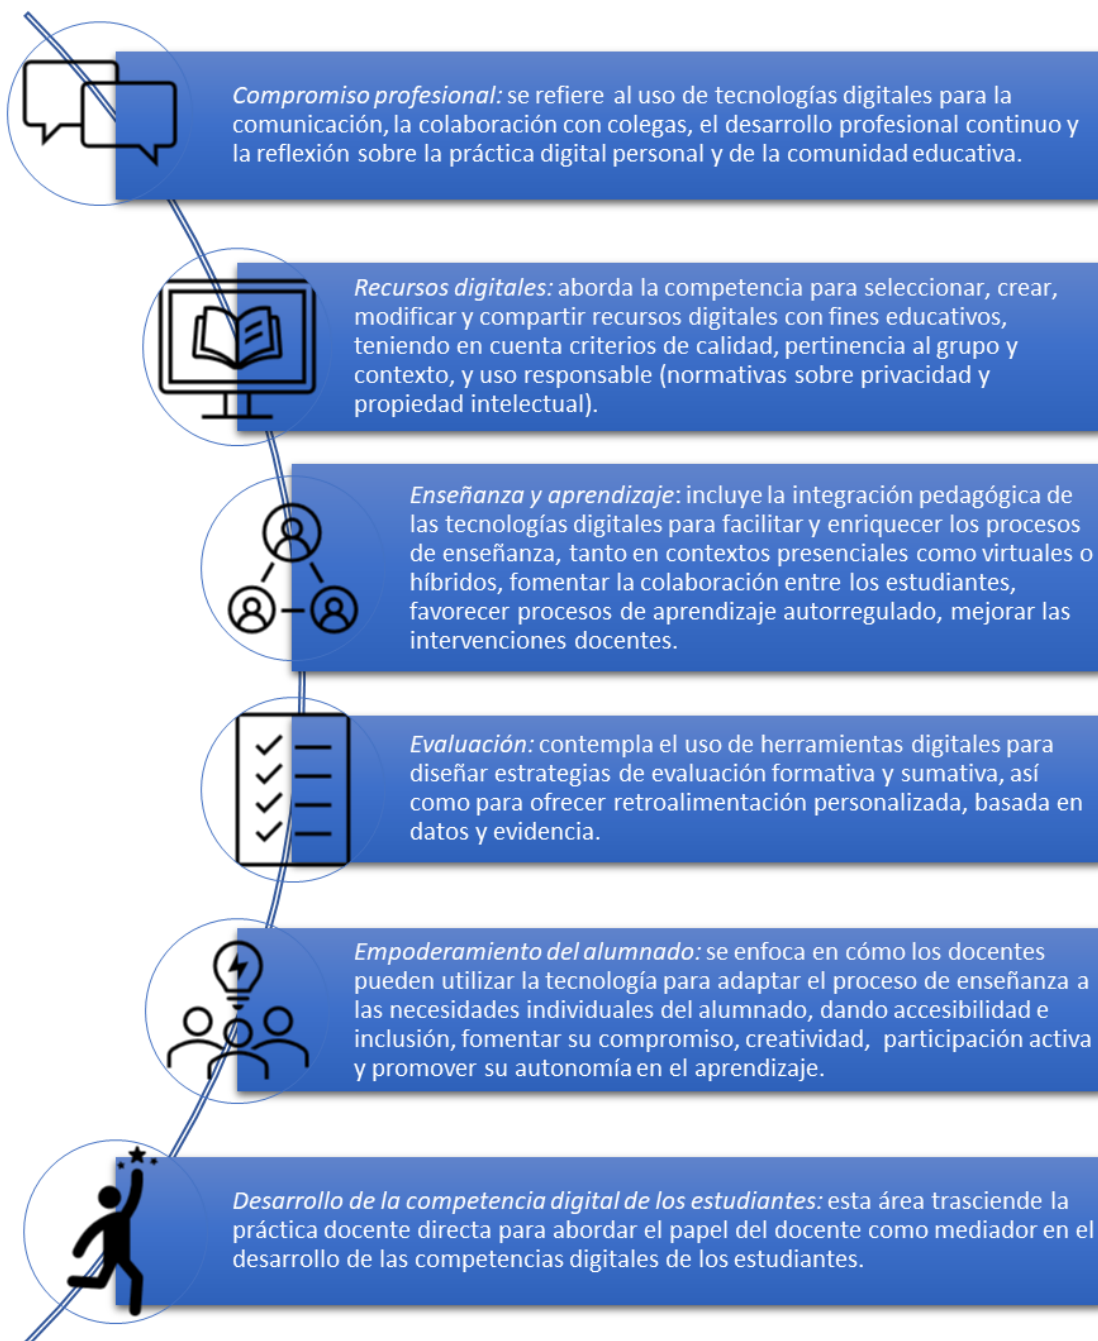 Compromiso profesional: se refiere al uso de tecnologías digitales para la
comunicación, la colaboración con colegas, el desarrollo profesional continuo y
la reflexión sobre la práctica digital personal y de la comunidad educativa.
Recursos digitales: aborda la competencia para seleccionar, crear,
modificar y compartir recursos digitales con fines educativos,
teniendo en cuenta criterios de calidad, pertinencia al grupo y
contexto, y uso responsable (normativas sobre privacidad y
propiedad intelectual).
Enseñanza y aprendizaje: incluye la integración pedagógica de
las tecnologías digitales para facilitar y enriquecer los procesos
de enseñanza, tanto en contextos presenciales como virtuales o
híbridos, fomentar la colaboración entre los estudiantes,
favorecer procesos de aprendizaje autorregulado, mejorar las
intervenciones docentes.
Evaluación: contempla el uso de herramientas digitales para
diseñar estrategias de evaluación formativa y sumativa, así
como para ofrecer retroalimentación personalizada, basada en
datos y evidencia.
Empoderamiento del alumnado: se enfoca en cómo los docentes
pueden utilizar la tecnología para adaptar el proceso de enseñanza a
las necesidades individuales del alumnado, dando accesibilidad e
inclusión, fomentar su compromiso, creatividad, participación activa
y promover su autonomía en el aprendizaje.
Desarrollo de la competencia digital de los estudiantes: esta área trasciende la
práctica docente directa para abordar el papel del docente como mediador en el
desarrollo de las competencias digitales de los estudiantes.